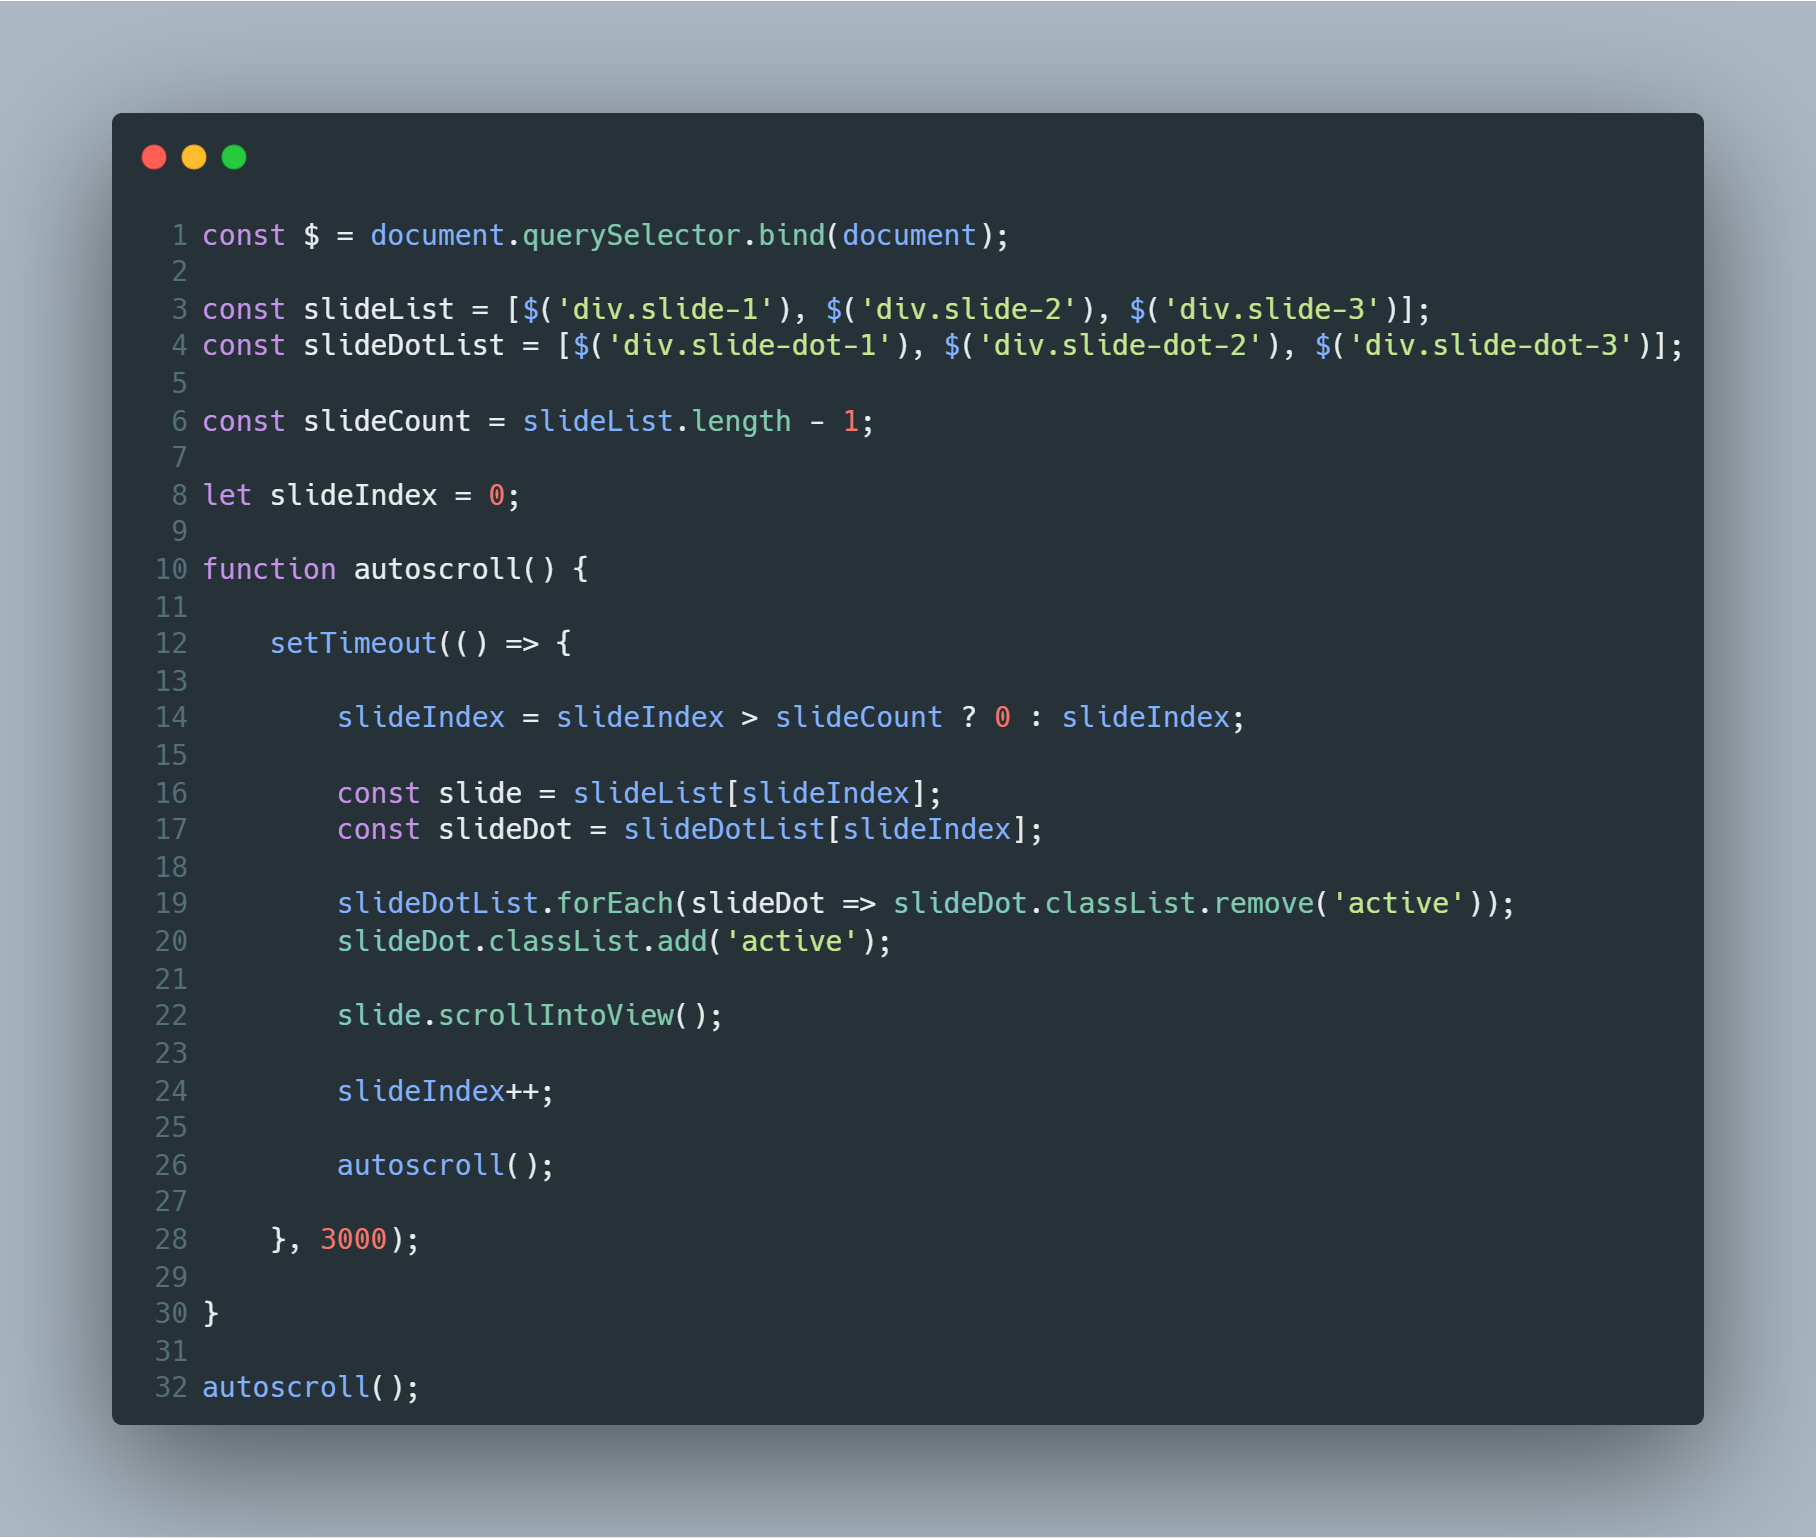 1 const $ = document.querySelector.bind(document);
2
3 const slideList = [$('div.slide-1'), $('div.slide-2'), $('div.slide-3')];
4 const slideDotList = [$('div.slide-dot-1'), $('div.slide-dot-2'), $('div.slide-dot-3')];
5
6 const slideCount = slideList.length - 1;
7
8 let slideIndex = 0;
9
10 function autoscroll() {
11
12     setTimeout(() => {
13
14         slideIndex = slideIndex > slideCount ? 0 : slideIndex;
15
16         const slide = slideList[slideIndex];
17         const slideDot = slideDotList[slideIndex];
18
19         slideDotList.forEach(slideDot => slideDot.classList.remove('active'));
20         slideDot.classList.add('active');
21
22         slide.scrollIntoView();
23
24         slideIndex++;
25
26         autoscroll();
27
28     }, 3000);
29
30 }
31
32 autoscroll();